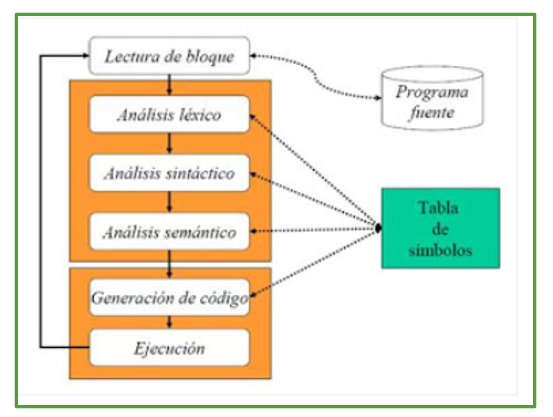 Lectura de bloque
Programa
fuente
Análisis léxico
Análisis sintáctico
Análisis semántico
Tabla
de
símbolos
Generación de código
Ejecución